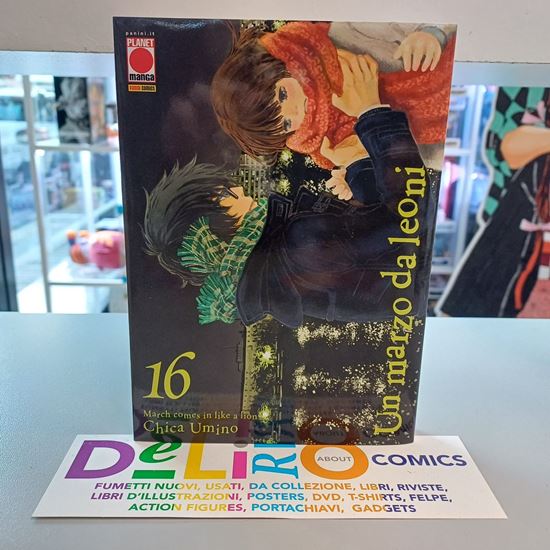 panini.it
PLANET
manga
PANINI COMICS
Un marzo da leoni
16
March comes in like a lion
Chica Umino
DeLiRiO
ABOUT
COMICS
FUMETTI NUOVI, USATI, DA COLLEZIONE, LIBRI, RIVISTE,
LIBRI D'ILLUSTRAZIONI, POSTERS, DVD, T-SHIRTS, FELPE,
ACTION FIGURES, PORTACHIAVI, GADGETS